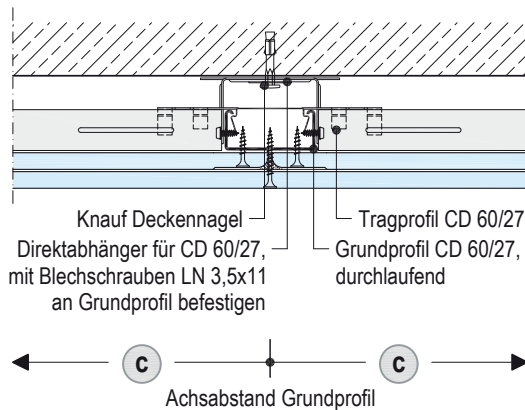 Knauf Deckennagel
Direktabhänger für CD 60/27,
mit Blechschrauben LN 3,5x11
an Grundprofil befestigen
Tragprofil CD 60/27
Grundprofil CD 60/27,
durchlaufend
c c
Achsabstand Grundprofil